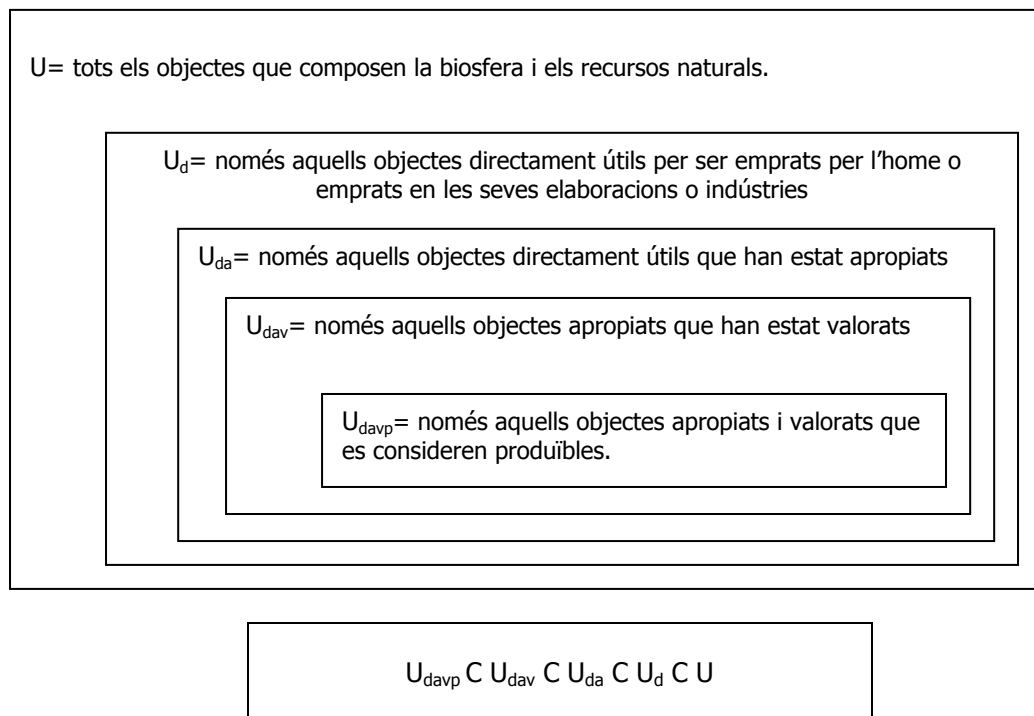 U= tots els objectes que composen la biosfera i els recursos naturals.
Ud= només aquells objectes directament útils per ser emprats per l'home o
emprats en les seves elaboracions o indústries
Uda= només aquells objectes directament útils que han estat apropiats
Udav= només aquells objectes apropiats que han estat valorats
Udavp= només aquells objectes apropiats i valorats que
es consideren produïbles.
Udavp C Udav C Uda C Ud C U